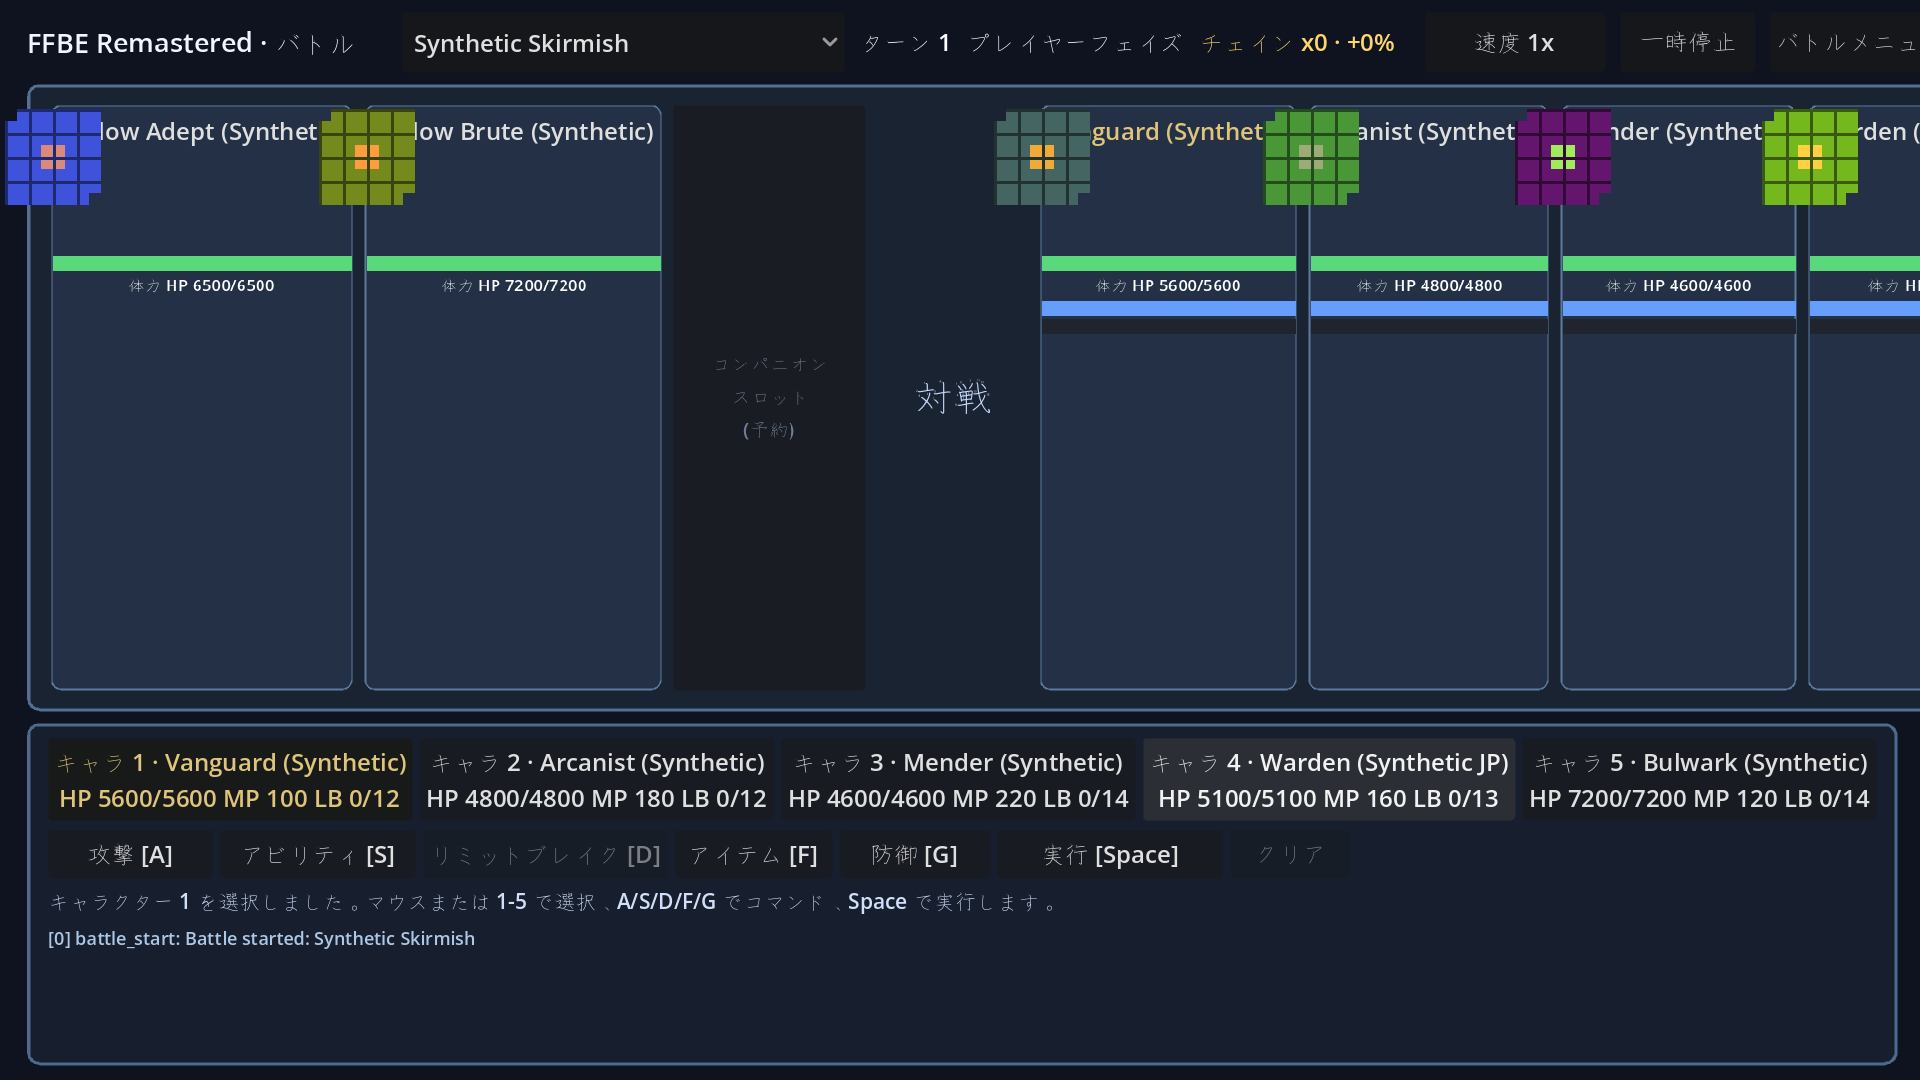 FFBE Remastered · バトル
Synthetic Skirmish
ターン 1 プレイヤーフェイズ チェイン x0 · +0%
速度 1x
一時停止
バトルメニュ
low Adept (Synthet
low Brute (Synthetic)
guard (Synthet
anist (Synthet
nder (Synthet
rden (
体力 HP 6500/6500
体力 HP 7200/7200
体力 HP 5600/5600
体力 HP 4800/4800
体力 HP 4600/4600
体力 H
コンパニオン
スロット
(予約)
対戦
キャラ 1 · Vanguard (Synthetic)
HP 5600/5600 MP 100 LB 0/12
キャラ 2 · Arcanist (Synthetic)
HP 4800/4800 MP 180 LB 0/12
キャラ 3 · Mender (Synthetic)
HP 4600/4600 MP 220 LB 0/14
キャラ 4 · Warden (Synthetic JP)
HP 5100/5100 MP 160 LB 0/13
キャラ 5 · Bulwark (Synthetic)
HP 7200/7200 MP 120 LB 0/14
攻撃 [A]
アビリティ [S]
リミットブレイク [D]
アイテム [F]
防御 [G]
実行 [Space]
クリア
キャラクター 1 を選択しました。マウスまたは 1-5 で選択、A/S/D/F/G でコマンド、Space で実行します。
[0] battle_start: Battle started: Synthetic Skirmish